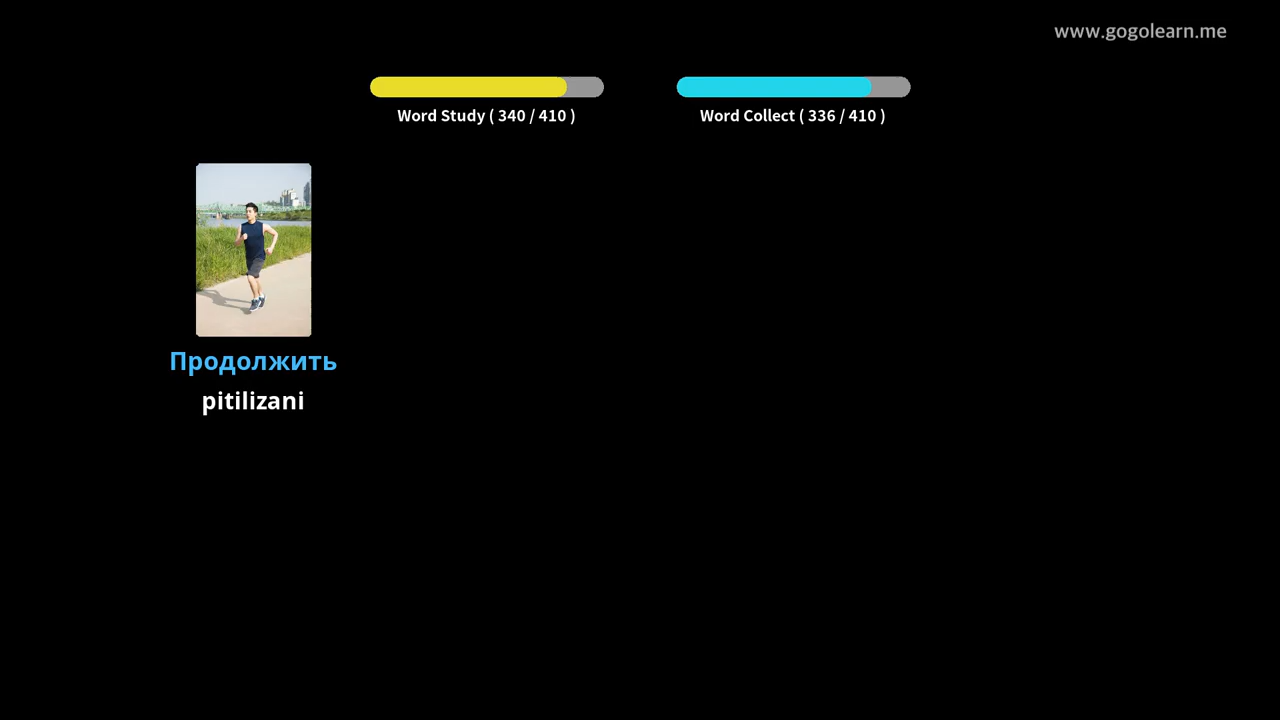 www.gogolearn.me
Word Study ( 340 / 410 )
Word Collect ( 336 / 410 )
Продолжить
pitilizani